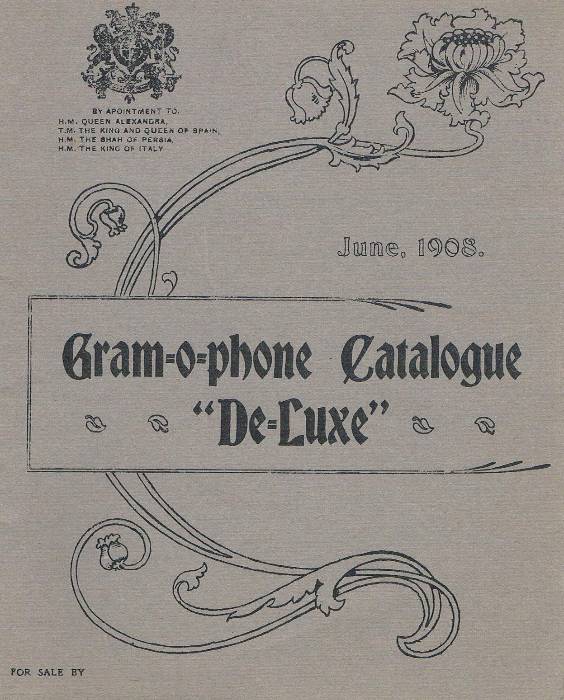 BY APOINTMENT TO.
H.M. QUEEN ALEXANDRA,
T.M. THE KING AND QUEEN OF SPAIN,
H.M. THE SHAH OF PERSIA,
H.M. THE KING OF ITALY
June, 1908.
Gram=o=phone Catalogue
“De=Luxe”
FOR SALE BY